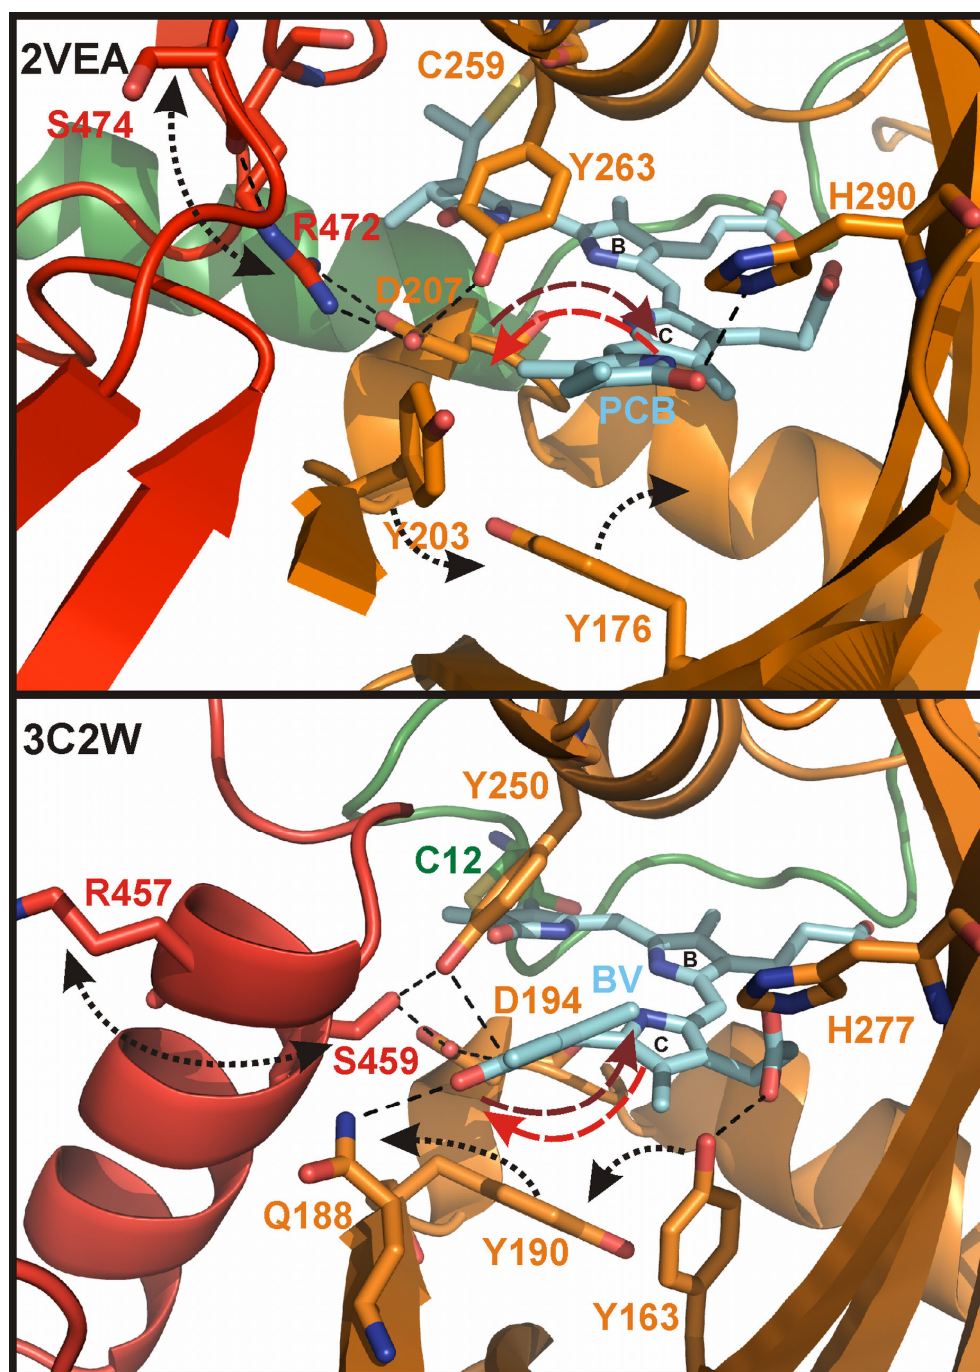 2VEA
C259
S474
Y263
H290
R472
B
D207
C
PCB
Y203
Y176
3C2W
Y250
C12
R457
B
BV
D194
H277
C
S459
Q188
Y190
Y163